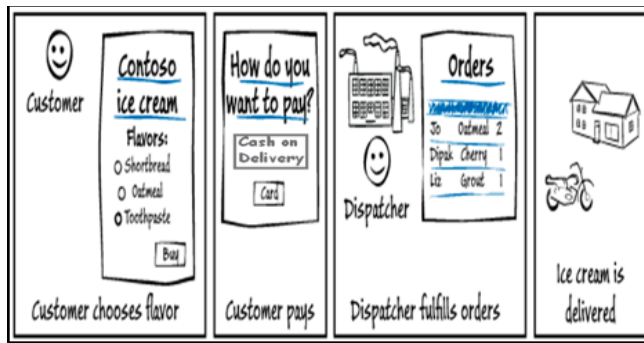 Customer
Contoso
ice cream
Flavors:
Shortbread
Oatmeal
Toothpaste
Buy
Customer chooses flavor
How do you
want to pay?
Cash on
Delivery
Card
Customer pays
Dispatcher
Orders
Jo Oatmeal 2
Dipak Cherry 1
Liz Grout 1
Dispatcher fulfills orders
Ice cream is
delivered